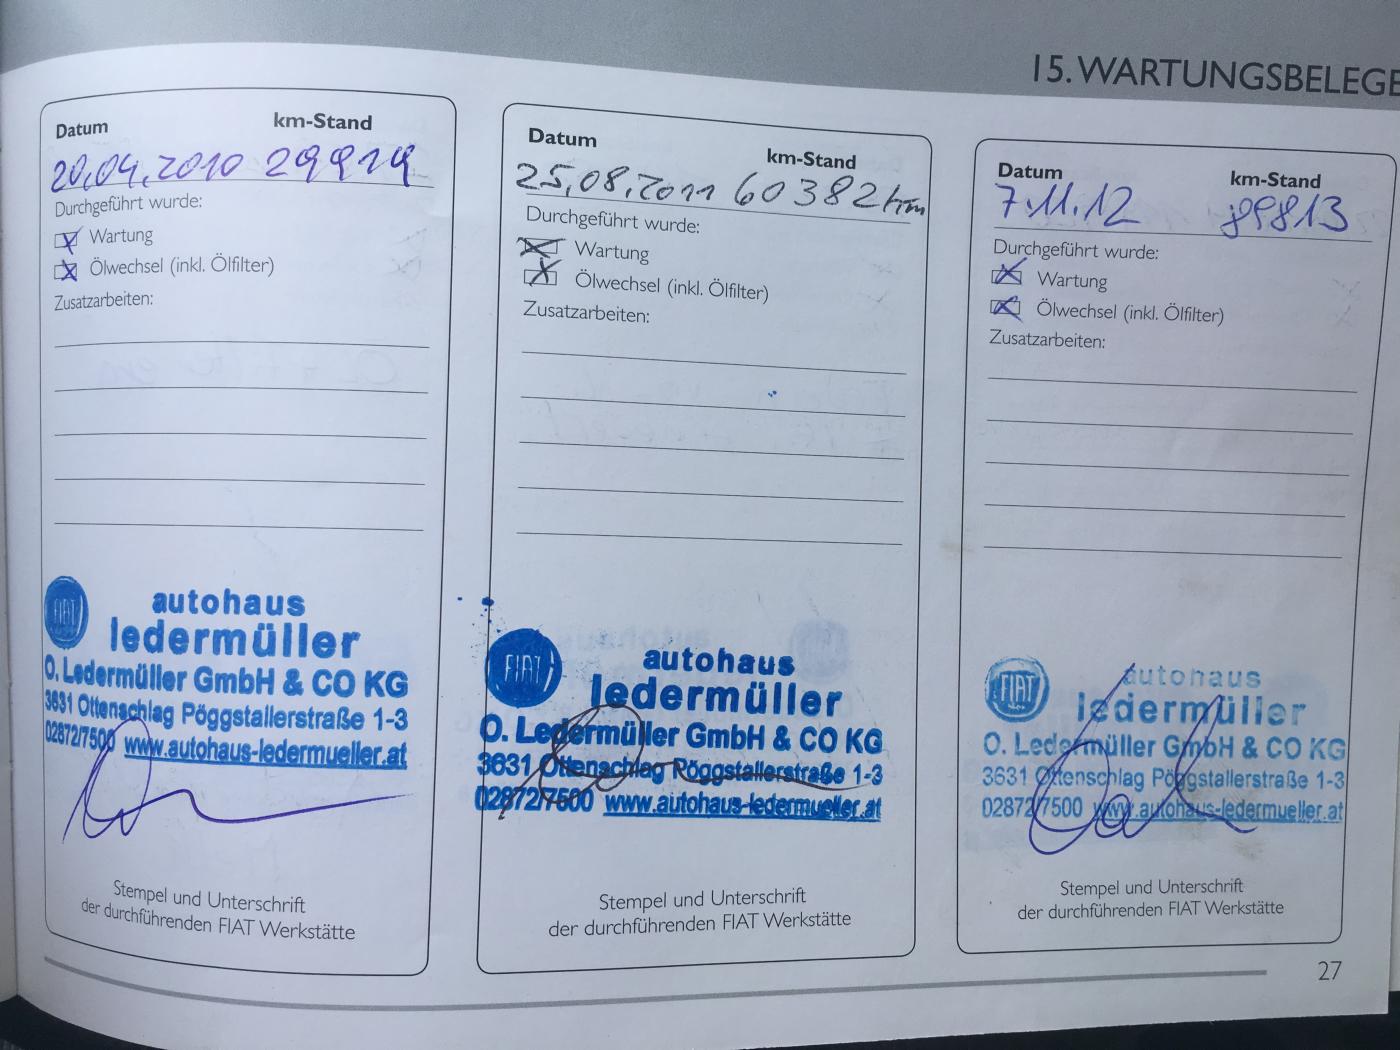 15. WARTUNGSBELEGE
Datum km-Stand
20.04.2010 29914
Durchgeführt wurde:
Wartung
Ölwechsel (inkl. Ölfilter)
Zusatzarbeiten:
FIAT
autohaus
ledermüller
O. Ledermüller GmbH & CO KG
3631 Ottenschlag Pöggstallerstraße 1-3
02872/7500 www.autohaus-ledermueller.at
Stempel und Unterschrift
der durchführenden FIAT Werkstätte
Datum km-Stand
25.08.2011 60382km
Durchgeführt wurde:
Wartung
Ölwechsel (inkl. Ölfilter)
Zusatzarbeiten:
FIAT
autohaus
ledermüller
O. Ledermüller GmbH & CO KG
3631 Ottenschlag Pöggstallerstraße 1-3
02872/7500 www.autohaus-ledermueller.at
Stempel und Unterschrift
der durchführenden FIAT Werkstätte
Datum km-Stand
7.11.12 89813
Durchgeführt wurde:
Wartung
Ölwechsel (inkl. Ölfilter)
Zusatzarbeiten:
FIAT
autohaus
ledermüller
O. Ledermüller GmbH & CO KG
3631 Ottenschlag Pöggstallerstraße 1-3
02872/7500 www.autohaus-ledermueller.at
Stempel und Unterschrift
der durchführenden FIAT Werkstätte
27